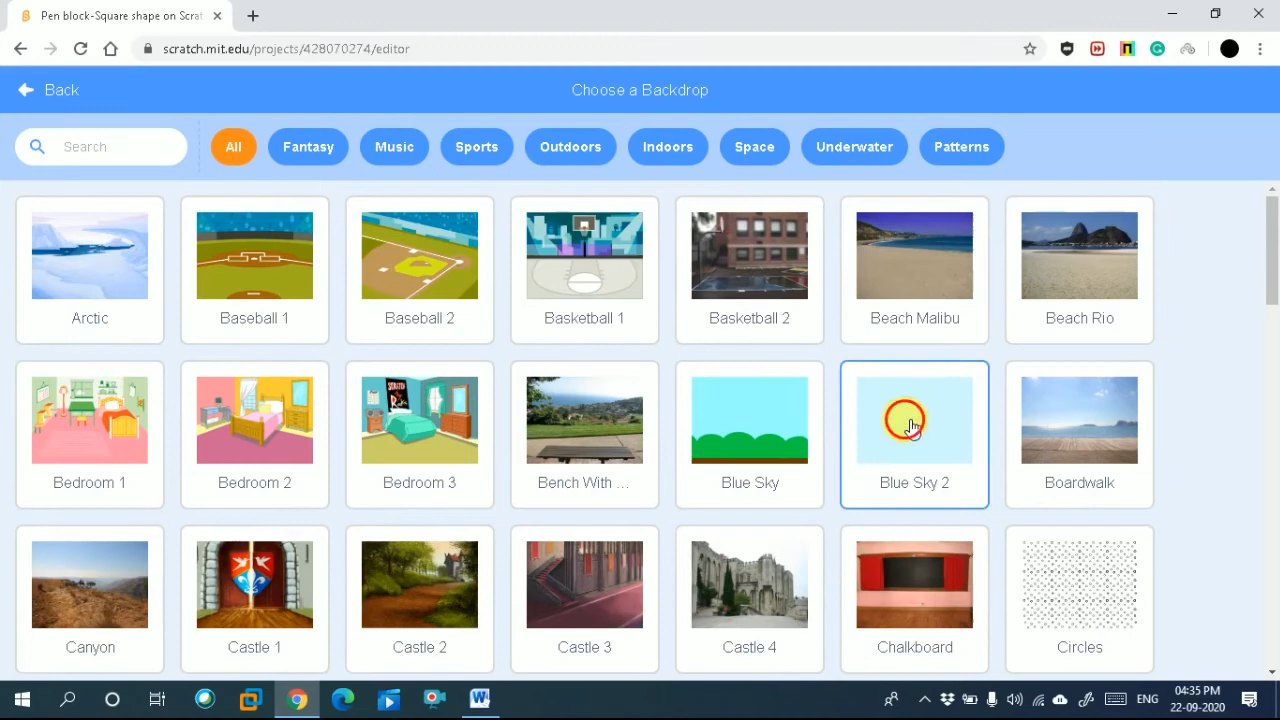 Pen block-Square shape on Scrat
scratch.mit.edu/projects/428070274/editor
Back
Choose a Backdrop
Search
All
Fantasy
Music
Sports
Outdoors
Indoors
Space
Underwater
Patterns
Arctic
Baseball 1
Baseball 2
Basketball 1
Basketball 2
Beach Malibu
Beach Rio
Bedroom 1
Bedroom 2
Bedroom 3
Bench With ...
Blue Sky
Blue Sky 2
Boardwalk
Canyon
Castle 1
Castle 2
Castle 3
Castle 4
Chalkboard
Circles
ENG
04:35 PM
22-09-2020